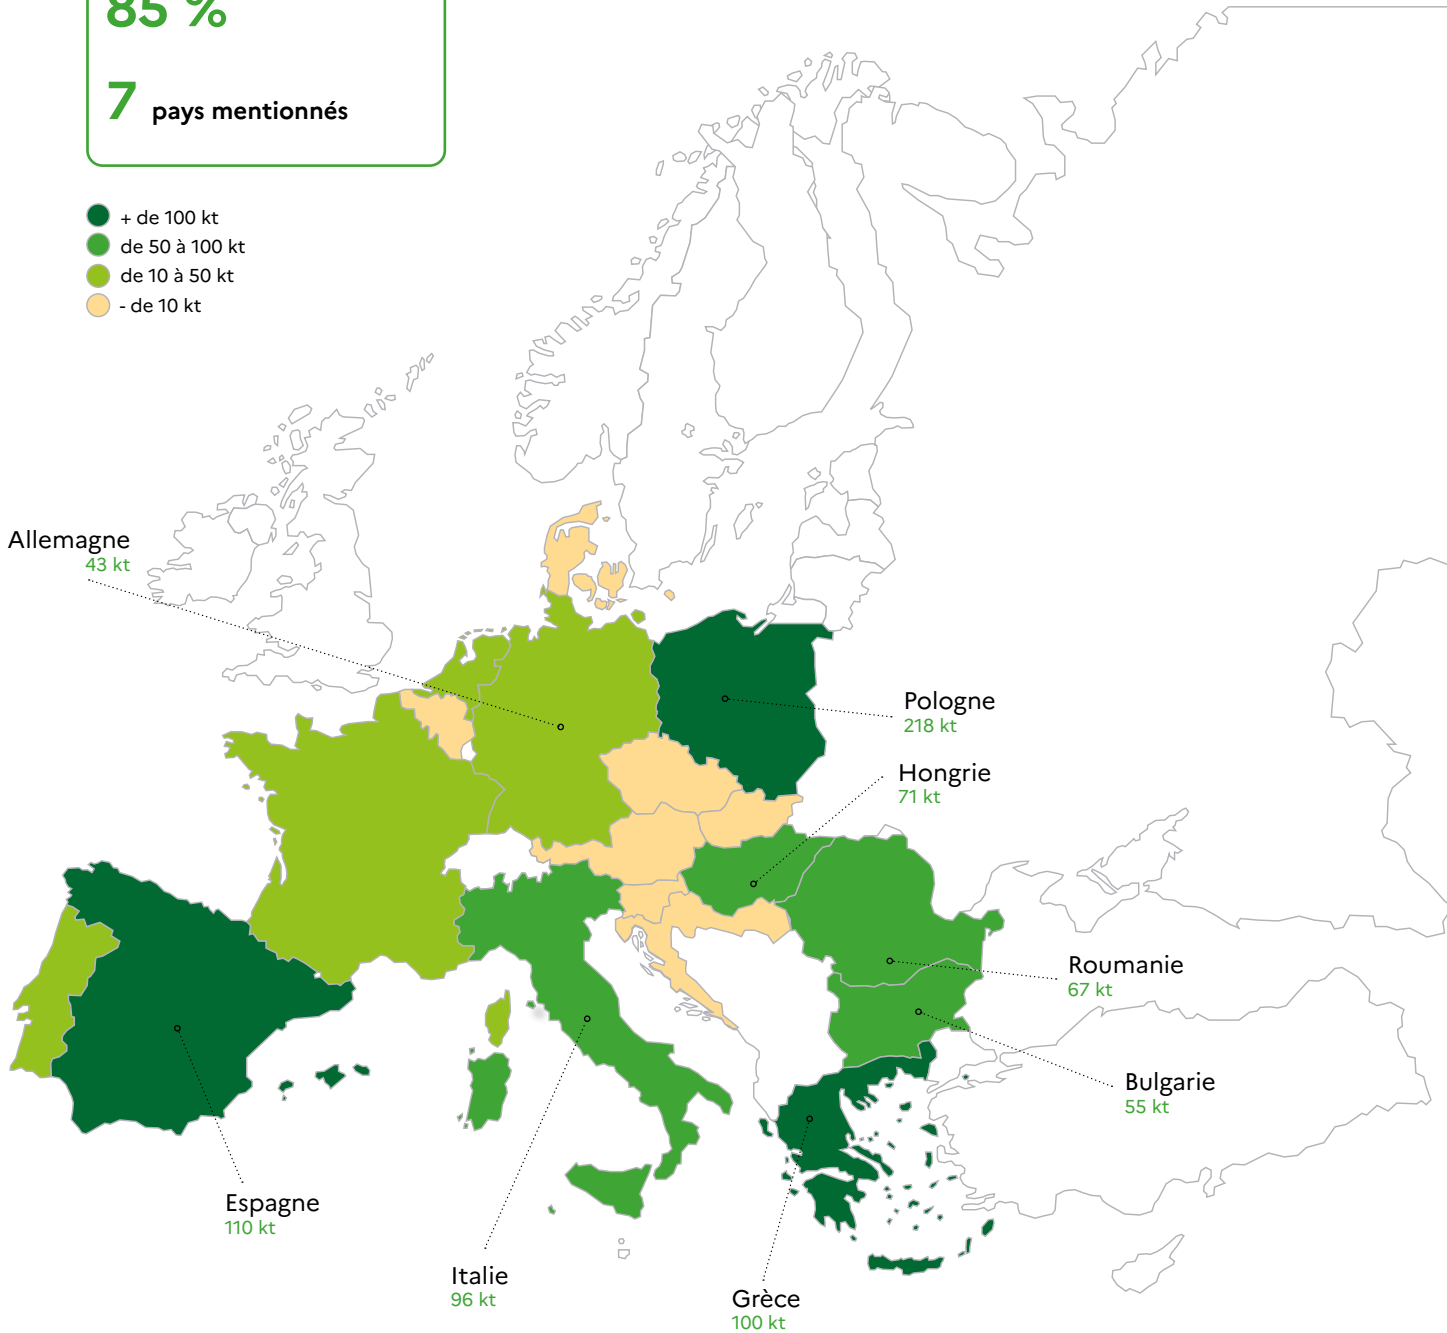 85 %
7 pays mentionnés
+ de 100 kt
de 50 à 100 kt
de 10 à 50 kt
- de 10 kt
Allemagne
43 kt
Pologne
218 kt
Hongrie
71 kt
Roumanie
67 kt
Bulgarie
55 kt
Espagne
110 kt
Italie
96 kt
Grèce
100 kt